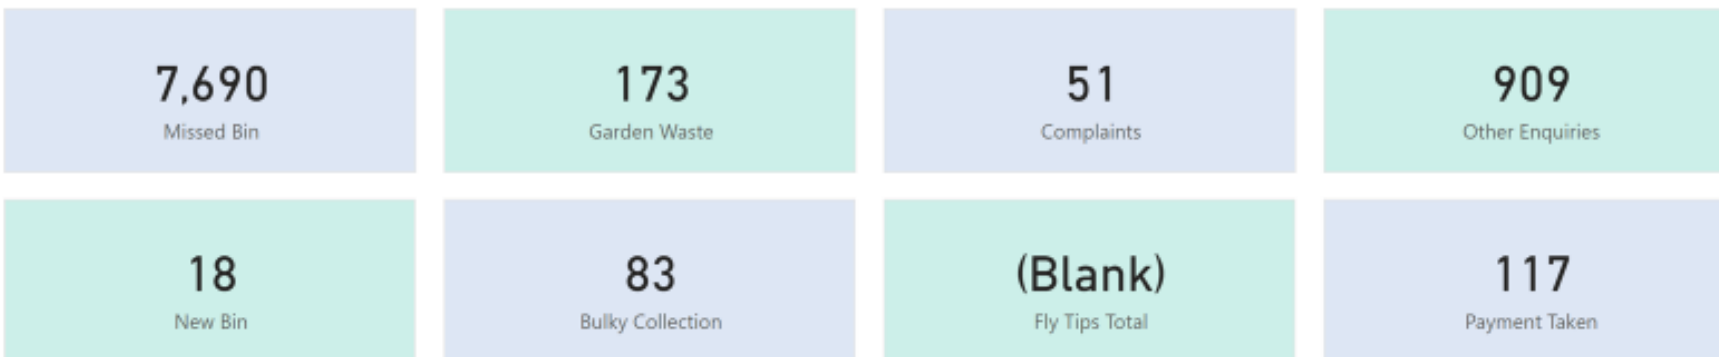 7,690
Missed Bin
173
Garden Waste
51
Complaints
909
Other Enquiries
18
New Bin
83
Bulky Collection
(Blank)
Fly Tips Total
117
Payment Taken